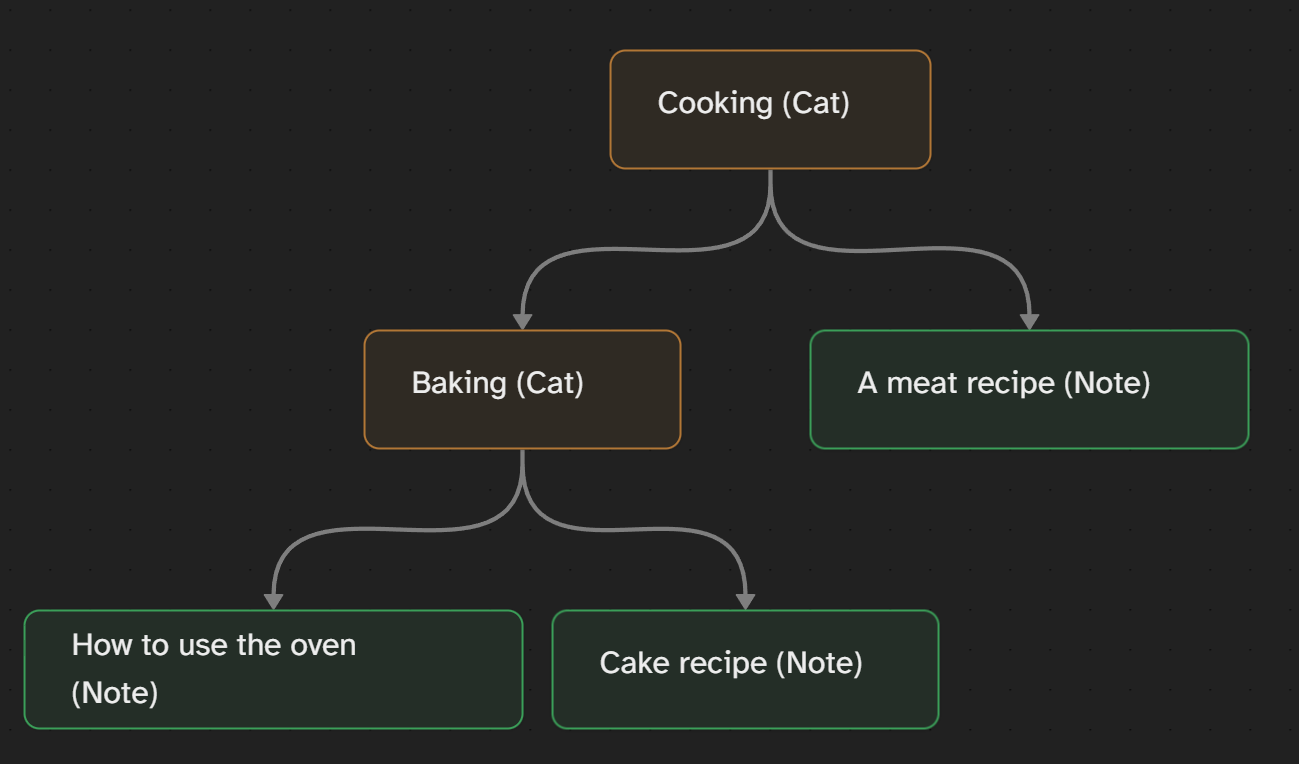 Cooking (Cat)
Baking (Cat)
A meat recipe (Note)
How to use the oven
(Note)
Cake recipe (Note)